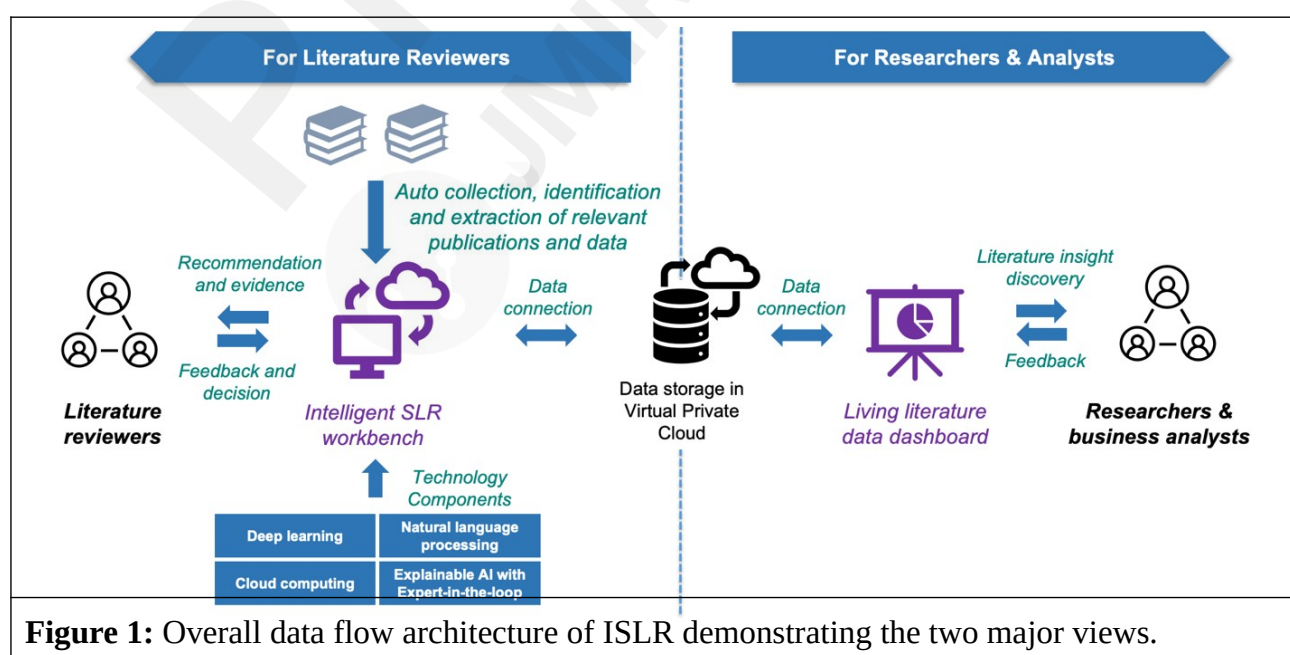 For Literature Reviewers
For Researchers & Analysts
Auto collection, identification
and extraction of relevant
publications and data
Recommendation
and evidence
Feedback and
decision
Literature
reviewers
Intelligent SLR
workbench
Data
connection
Data storage in
Virtual Private
Cloud
Data
connection
Living literature
data dashboard
Literature insight
discovery
Feedback
Researchers &
business analysts
Technology
Components
Deep learning
Natural language
processing
Cloud computing
Explainable AI with
Expert-in-the-loop
Figure 1: Overall data flow architecture of ISLR demonstrating the two major views.